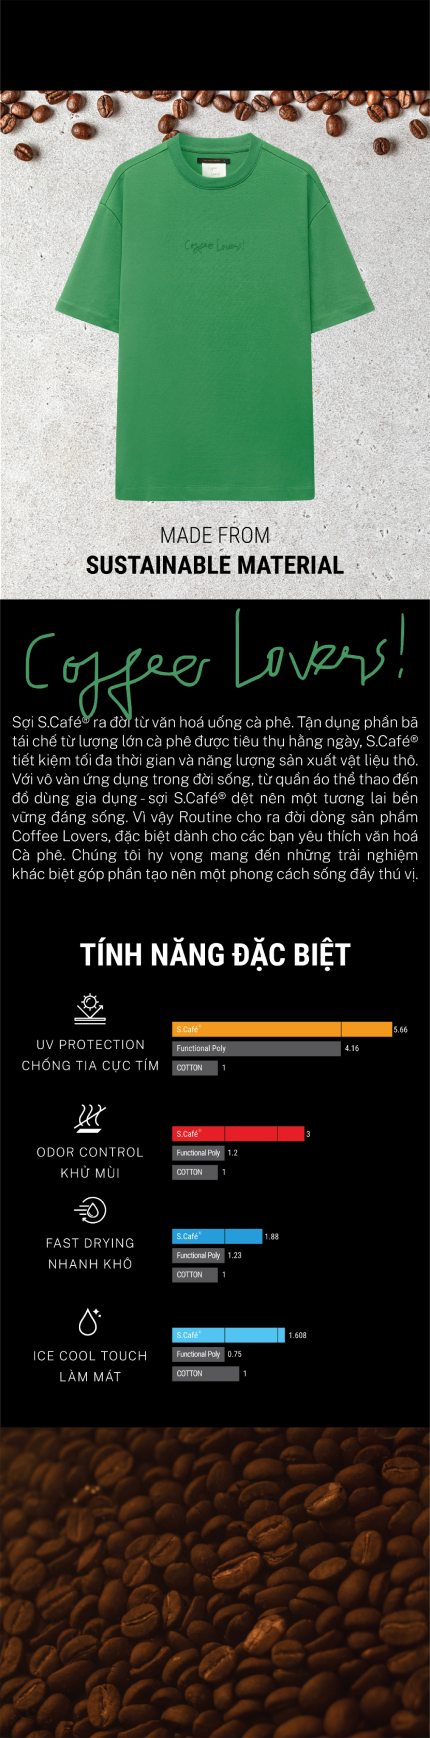 Coffee Lovers!
MADE FROM
SUSTAINABLE MATERIAL
Coffee Lovers!
Sợi S.Café® ra đời từ văn hoá uống cà phê. Tận dụng phần bã
tái chế từ lượng lớn cà phê được tiêu thụ hằng ngày, S.Café®
tiết kiệm tối đa thời gian và năng lượng sản xuất vật liệu thô.
Với vô vàn ứng dụng trong đời sống, từ quần áo thể thao đến
đồ dùng gia dụng - sợi S.Café® dệt nên một tương lai bền
vững đáng sống. Vì vậy Routine cho ra đời dòng sản phẩm
Coffee Lovers, đặc biệt dành cho các bạn yêu thích văn hoá
Cà phê. Chúng tôi hy vọng mang đến những trải nghiệm
khác biệt góp phần tạo nên một phong cách sống đầy thú vị.
TÍNH NĂNG ĐẶC BIỆT
UV PROTECTION
CHỐNG TIA CỰC TÍM
S.Café® 5.66
Functional Poly 4.16
COTTON 1
ODOR CONTROL
KHỬ MÙI
S.Café® 3
Functional Poly 1.2
COTTON 1
FAST DRYING
NHANH KHÔ
S.Café® 1.88
Functional Poly 1.23
COTTON 1
ICE COOL TOUCH
LÀM MÁT
S.Café® 1.608
Functional Poly 0.75
COTTON 1